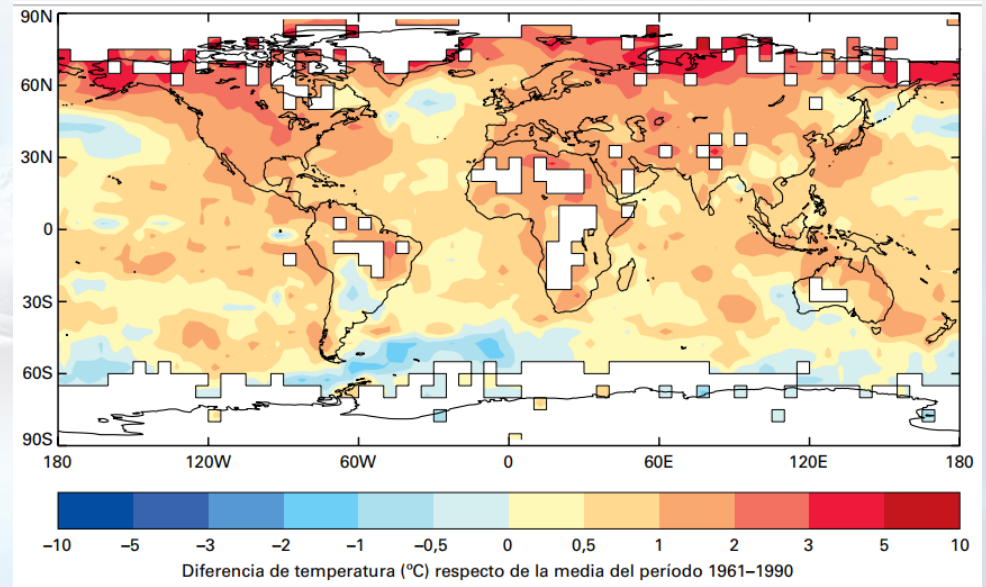 90N
60N
30N
0
30S
60S
90S
180 120W 60W 0 60E 120E 180
–10 –5 –3 –2 –1 –0,5 0 0,5 1 2 3 5 10
Diferencia de temperatura (°C) respecto de la media del período 1961–1990